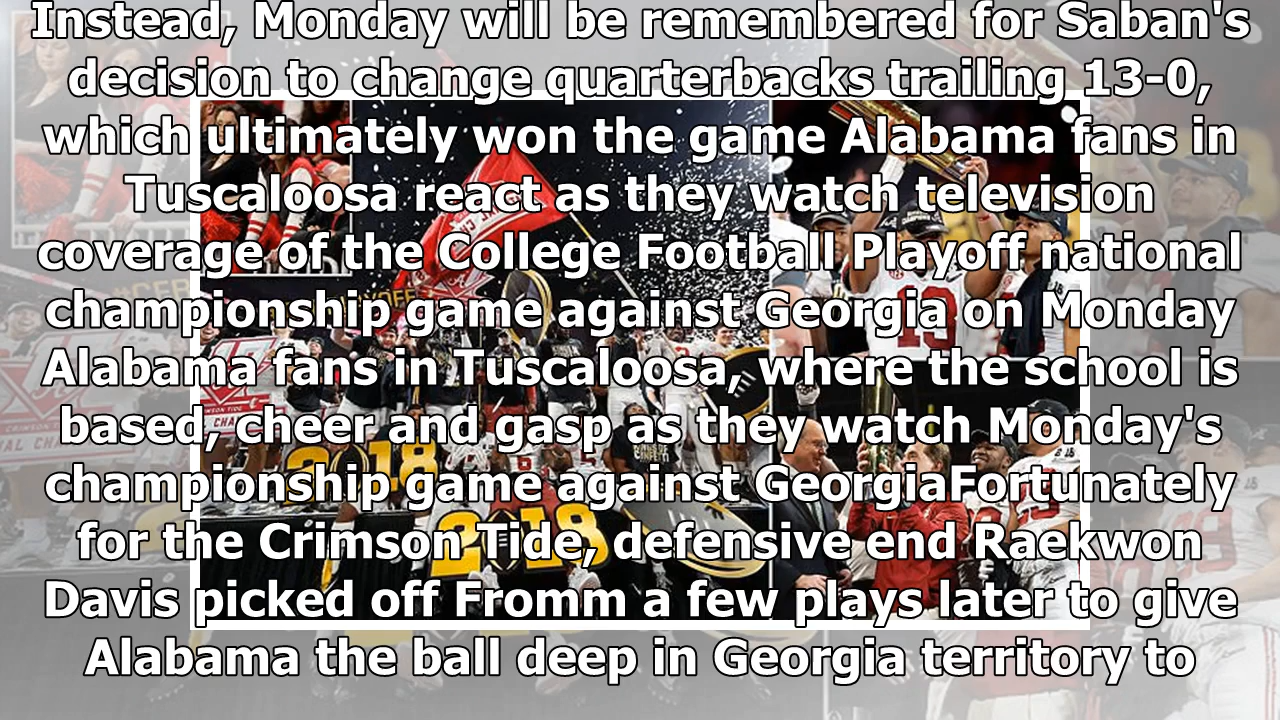 Instead, Monday will be remembered for Saban's
decision to change quarterbacks trailing 13-0,
which ultimately won the game Alabama fans in
Tuscaloosa react as they watch television
coverage of the College Football Playoff national
championship game against Georgia on Monday
Alabama fans in Tuscaloosa, where the school is
based, cheer and gasp as they watch Monday's
championship game against GeorgiaFortunately
for the Crimson Tide, defensive end Raekwon
Davis picked off Fromm a few plays later to give
Alabama the ball deep in Georgia territory to
2018
2018
13